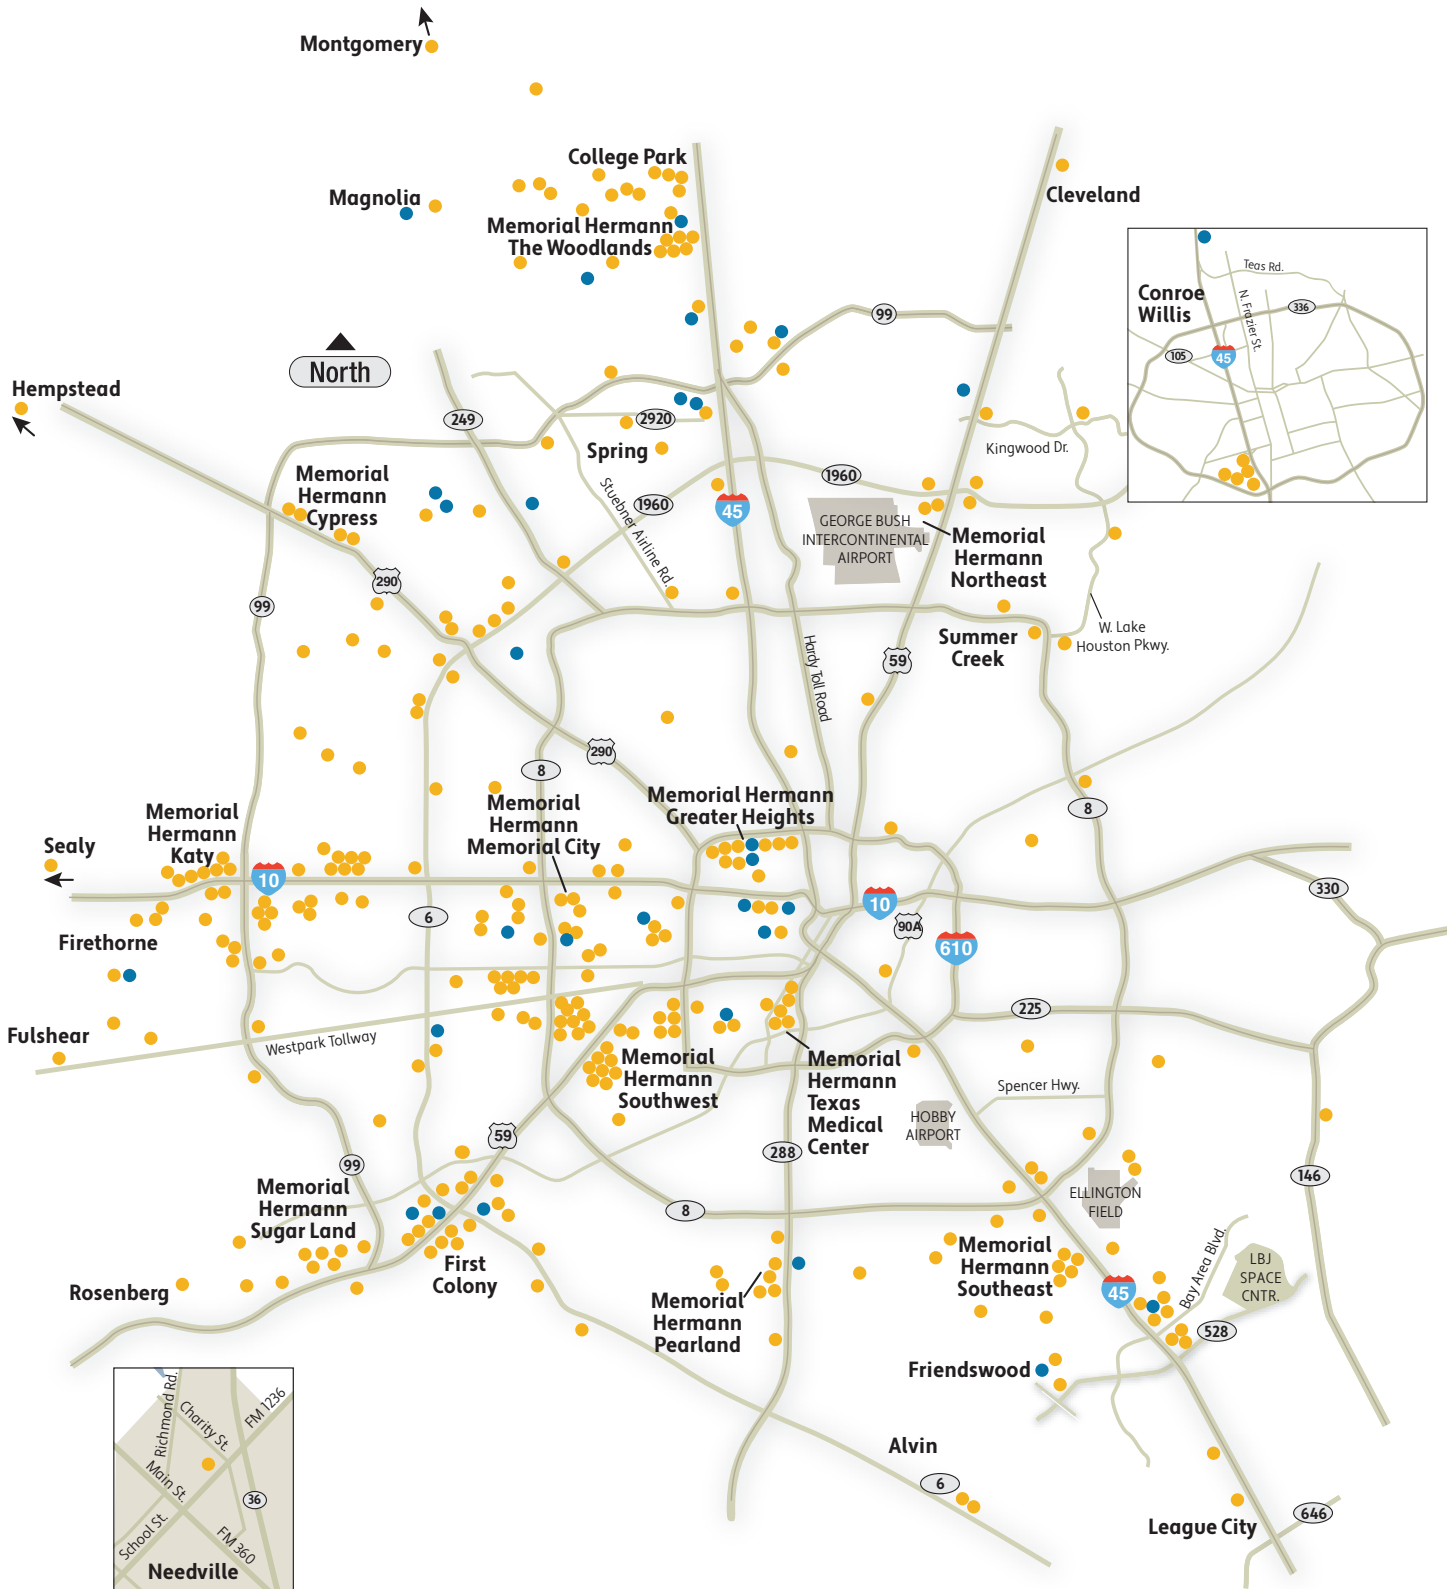 Montgomery
College Park
Magnolia
Memorial Hermann
The Woodlands
Cleveland
Teas Rd.
Conroe
Willis
N. Frazier St.
336
105
45
99
North
Hempstead
249
2920
Spring
Kingwood Dr.
Memorial
Hermann
Cypress
1960
1960
45
Stuebner Airline Rd.
GEORGE BUSH
INTERCONTINENTAL
AIRPORT
Memorial
Hermann
Northeast
290
99
W. Lake
Houston Pkwy.
Summer
Creek
59
Hardy Toll Road
290
8
8
Memorial
Hermann
Katy
Memorial
Hermann
Memorial City
Memorial Hermann
Greater Heights
Sealy
10
330
10
6
90A
Firethorne
610
225
Fulshear
Westpark Tollway
Memorial
Hermann
Southwest
Memorial
Hermann
Texas
Medical
Center
Spencer Hwy.
HOBBY
AIRPORT
59
288
99
146
Memorial
Hermann
Sugar Land
ELLINGTON
FIELD
8
Bay Area Blvd.
First
Colony
Memorial
Hermann
Southeast
LBJ
SPACE
CNTR.
45
Rosenberg
Memorial
Hermann
Pearland
528
Friendswood
Richmond Rd.
Charity St.
FM 1236
Main St.
36
School St.
FM 360
Needville
Alvin
6
League City
646